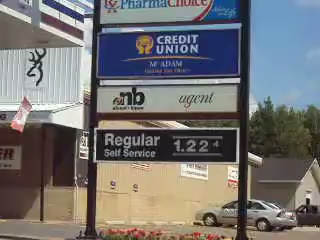 PharmaChoice
CREDIT
UNION
McADAM
nb
agent
Regular
Self Service
1.22 4